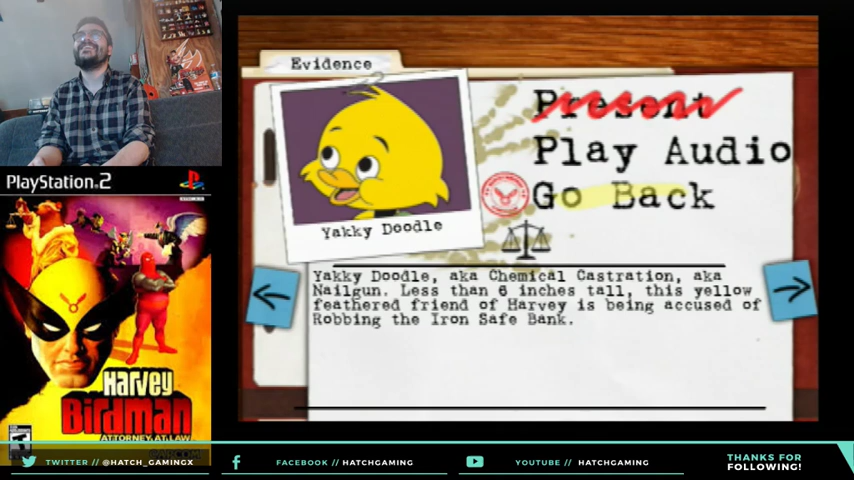 Evidence
Present
Play Audio
Go Back
Yakky Doodle
Yakky Doodle, aka Chemical Castration, aka
Nailgun. Less than 6 inches tall, this yellow
feathered friend of Harvey is being accused of
Robbing the Iron Safe Bank.
PlayStation.2
HARVEY
BIRDMAN
ATTORNEY AT LAW
CAPCOM
TWITTER // @HATCH_GAMINGX
FACEBOOK // HATCHGAMING
YOUTUBE // HATCHGAMING
THANKS FOR
FOLLOWING!